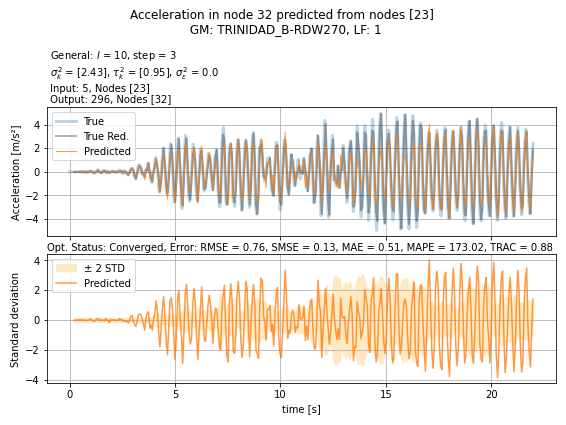 Acceleration in node 32 predicted from nodes [23]
GM: TRINIDAD_B-RDW270, LF: 1
General: l = 10, step = 3
σ²ₖ = [2.43], τ²ₖ = [0.95], σ²ε = 0.0
Input: 5, Nodes [23]
Output: 296, Nodes [32]
True
True Red.
Predicted
Acceleration [m/s²]
4
2
0
−2
−4
Opt. Status: Converged, Error: RMSE = 0.76, SMSE = 0.13, MAE = 0.51, MAPE = 173.02, TRAC = 0.88
± 2 STD
Predicted
Standard deviation
4
2
0
−2
−4
0 5 10 15 20
time [s]